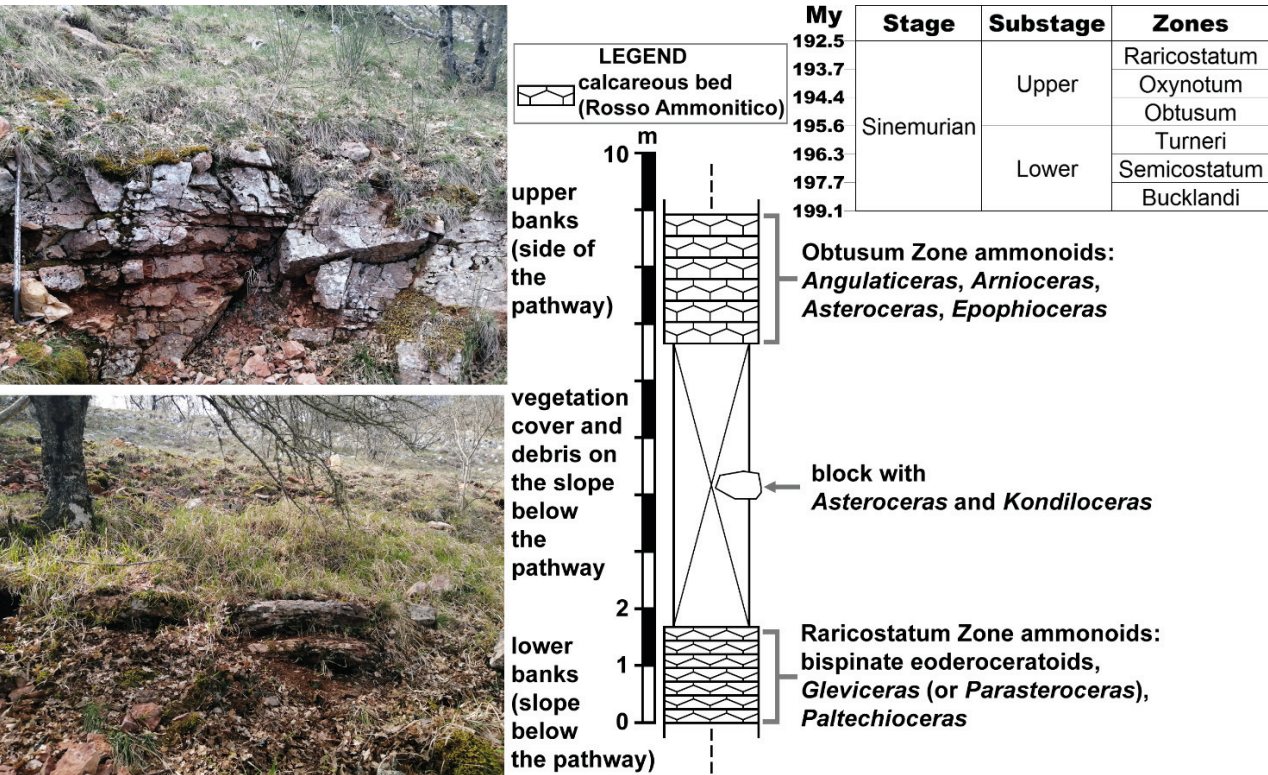 LEGEND
calcareous bed
(Rosso Ammonitico)
My
Stage Substage Zones
192.5
193.7
194.4
195.6
196.3
197.7
199.1
Sinemurian
Upper
Lower
Raricostatum
Oxynotum
Obtusum
Turneri
Semicostatum
Bucklandi
m
10
2
1
0
upper
banks
(side of
the
pathway)
Obtusum Zone ammonoids:
Angulaticeras, Arnioceras,
Asteroceras, Epophioceras
vegetation
cover and
debris on
the slope
below
the
pathway
block with
Asteroceras and Kondiloceras
lower
banks
(slope
below
the pathway)
Raricostatum Zone ammonoids:
bispinate eoderoceratoids,
Gleviceras (or Parasteroceras),
Paltechioceras